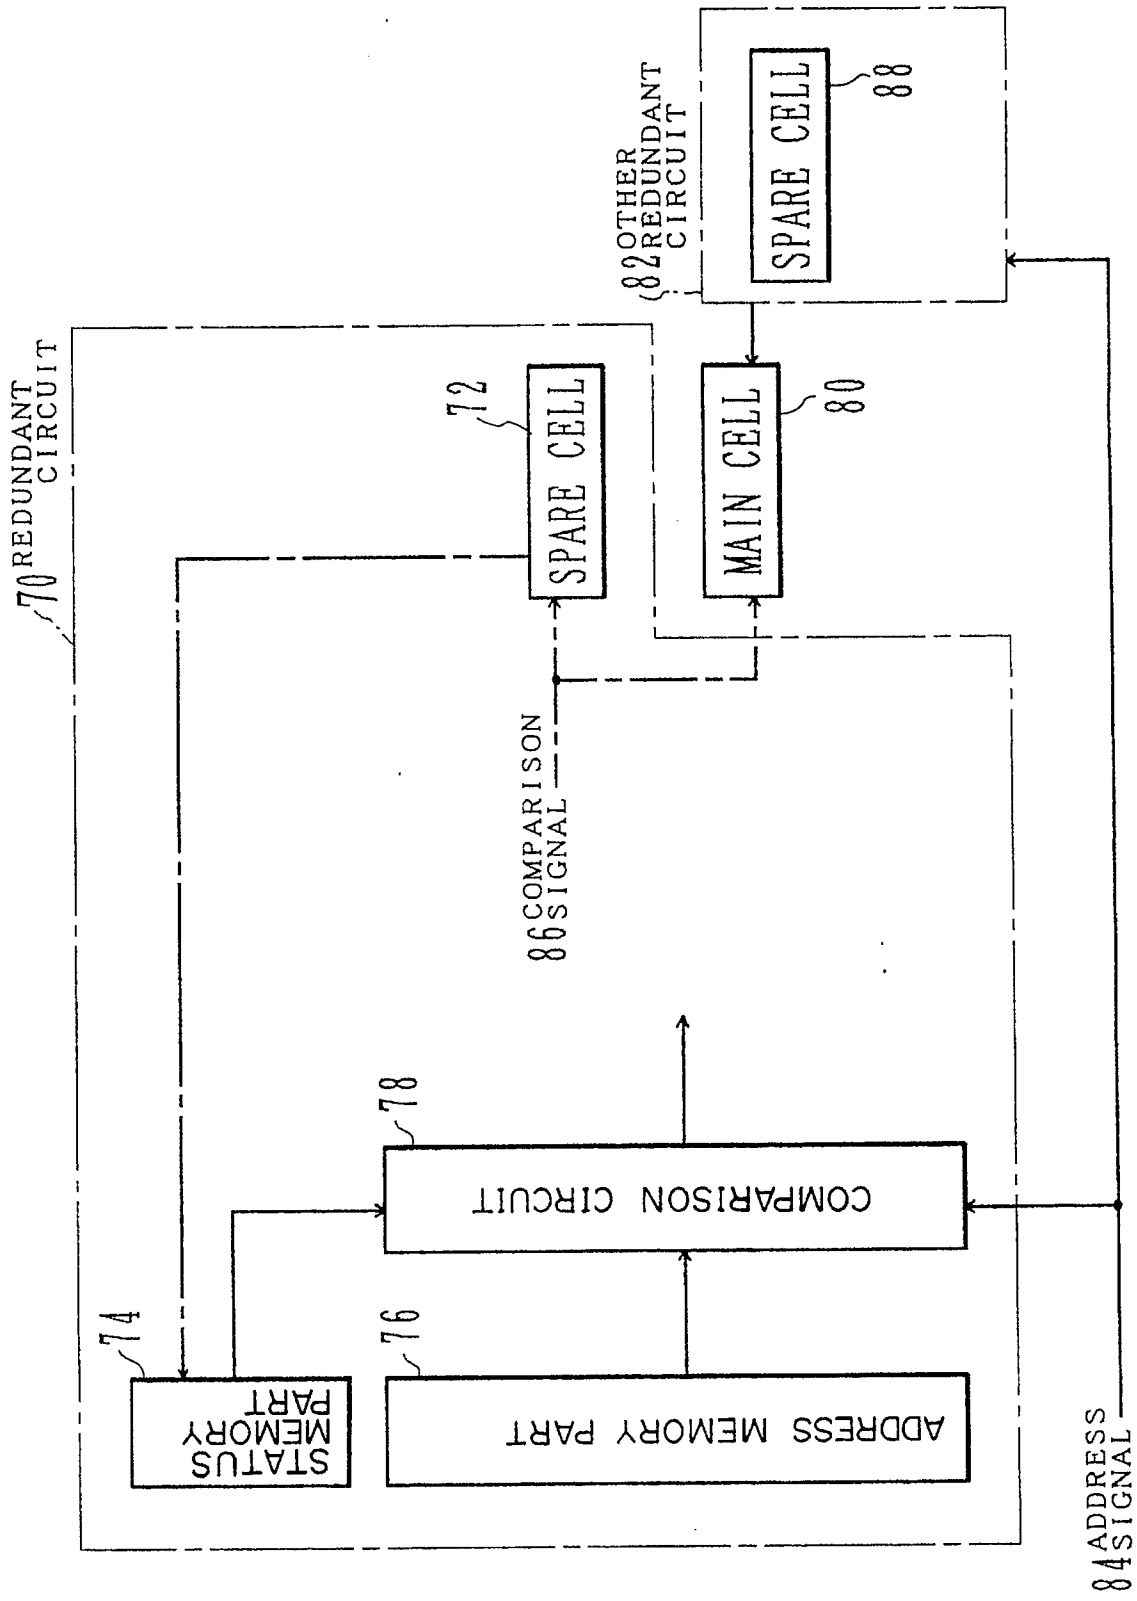 70 REDUNDANT
CIRCUIT
82 OTHER
REDUNDANT
CIRCUIT
74
STATUS
MEMORY
PART
76
ADDRESS MEMORY PART
78
COMPARISON CIRCUIT
86 COMPARISON
SIGNAL
72
SPARE CELL
MAIN CELL
80
SPARE CELL
88
84 ADDRESS
SIGNAL